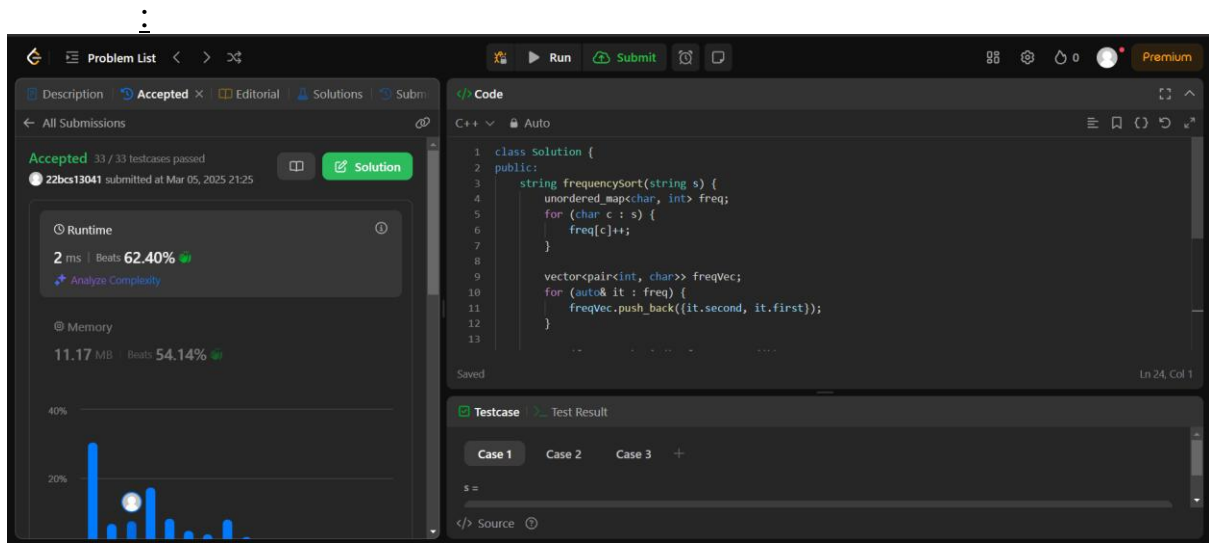 :
Problem List
Run
Submit
0
Premium
Description
Accepted
Editorial
Solutions
Subm
All Submissions
Accepted 33 / 33 testcases passed
22bcs13041 submitted at Mar 05, 2025 21:25
Solution
Runtime
2 ms | Beats 62.40%
Analyze Complexity
Memory
11.17 MB | Beats 54.14%
40%
20%
</> Code
C++ Auto
1 class Solution {
2 public:
3 string frequencySort(string s) {
4 unordered_map<char, int> freq;
5 for (char c : s) {
6 freq[c]++;
7 }
8
9 vector<pair<int, char>> freqVec;
10 for (auto& it : freq) {
11 freqVec.push_back({it.second, it.first});
12 }
13
Saved
Ln 24, Col 1
Testcase
>_ Test Result
Case 1
Case 2
Case 3
+
s =
</> Source